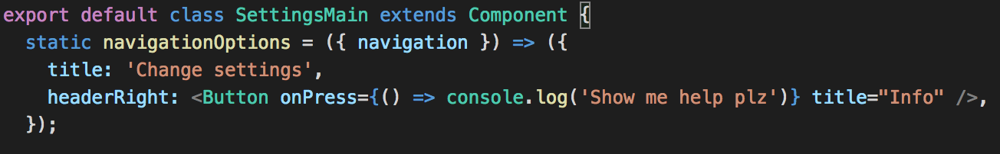 export default class SettingsMain extends Component {
  static navigationOptions = ({ navigation }) => ({
    title: 'Change settings',
    headerRight: <Button onPress={() => console.log('Show me help plz')} title="Info" />,
  });